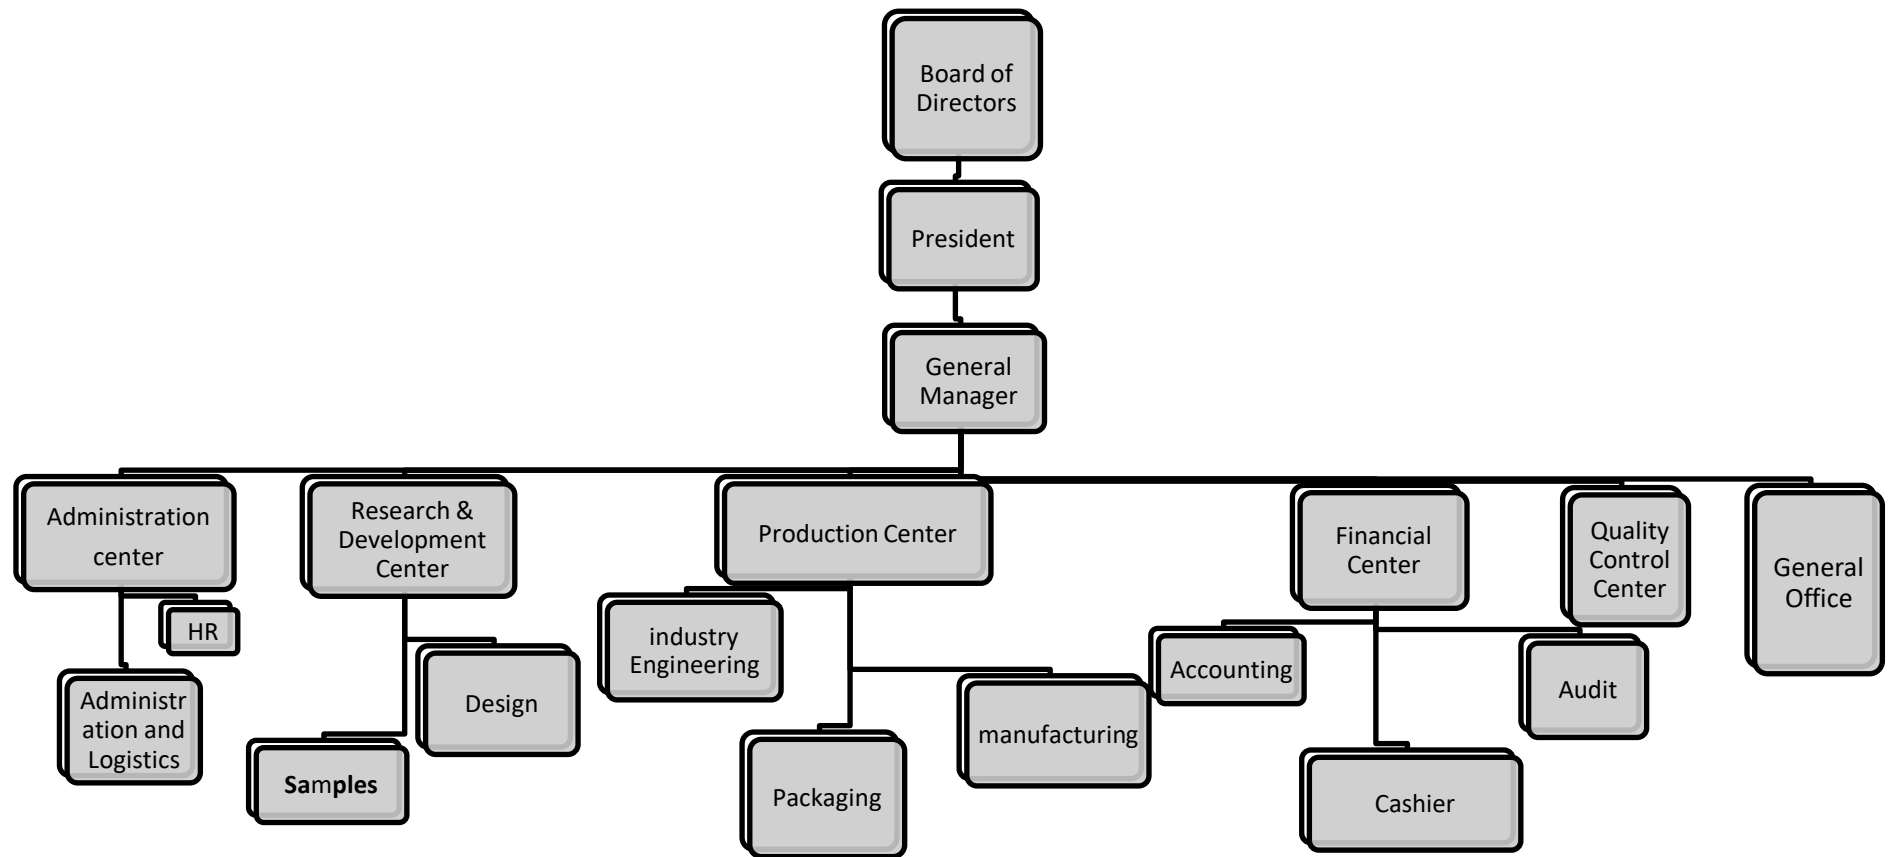 Board of
Directors
President
General
Manager
Administration
center
Research &
Development
Center
Production Center
Financial
Center
Quality
Control
Center
General
Office
HR
Administr
ation and
Logistics
Design
Samples
industry
Engineering
Packaging
manufacturing
Accounting
Audit
Cashier